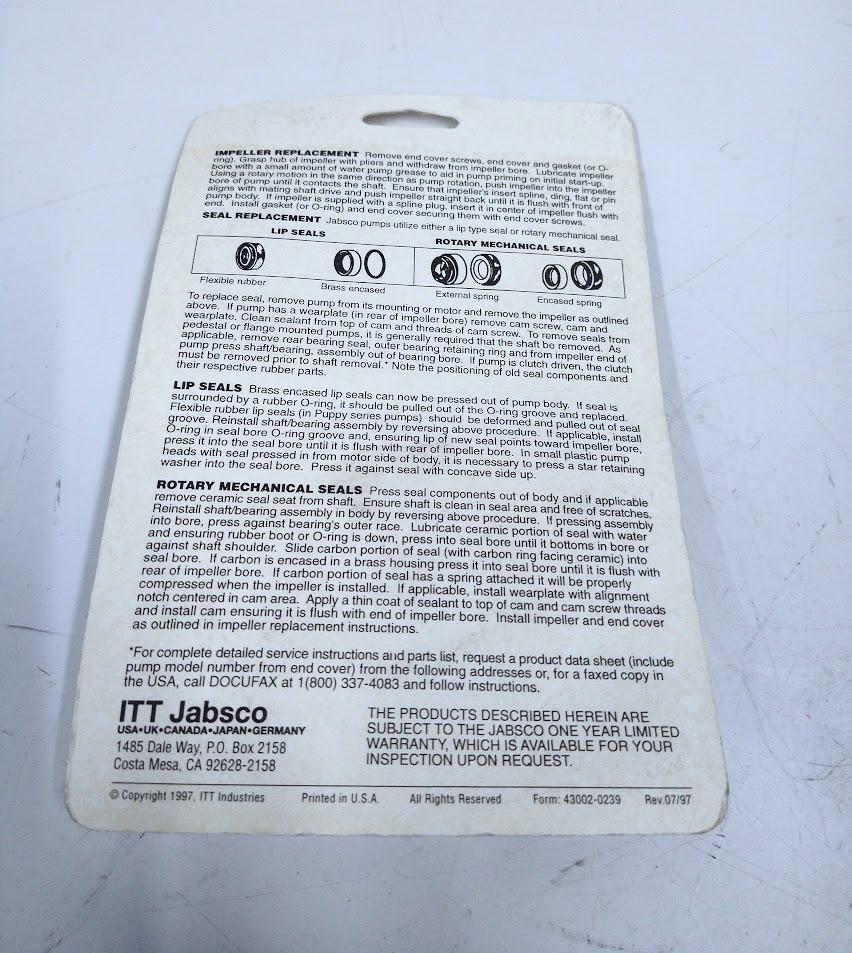 IMPELLER REPLACEMENT Remove end cover screws, end cover and gasket (or O-
ring). Grasp hub of impeller with pliers and withdraw from impeller bore. Lubricate impeller
bore with a small amount of water pump grease to aid in pump priming on initial start-up.
Using a rotary motion in the same direction as pump rotation, push impeller into the impeller
bore of pump until it contacts the shaft. Ensure that impeller's insert spline, ding, flat or pin
aligns with mating shaft drive and push impeller straight back until it is flush with front of
pump body. If impeller is supplied with a spline plug, insert it in center of impeller flush with
end. Install gasket (or O-ring) and end cover securing them with end cover screws.
SEAL REPLACEMENT Jabsco pumps utilize either a lip type seal or rotary mechanical seal.
LIP SEALS
ROTARY MECHANICAL SEALS
Flexible rubber
Brass encased
External spring
Encased spring
To replace seal, remove pump from its mounting or motor and remove the impeller as outlined
above. If pump has a wearplate (in rear of impeller bore) remove cam screw, cam and
wearplate. Clean sealant from top of cam and threads of cam screw. To remove seals from
pedestal or flange mounted pumps, it is generally required that the shaft be removed. As
applicable, remove rear bearing seal, outer bearing retaining ring and from impeller end of
pump press shaft/bearing, assembly out of bearing bore. If pump is clutch driven, the clutch
must be removed prior to shaft removal.* Note the positioning of old seal components and
their respective rubber parts.
LIP SEALS Brass encased lip seals can now be pressed out of pump body. If seal is
surrounded by a rubber O-ring, it should be pulled out of the O-ring groove and replaced.
Flexible rubber lip seals (in Puppy series pumps) should be deformed and pulled out of seal
groove. Reinstall shaft/bearing assembly by reversing above procedure. If applicable, install
O-ring in seal bore O-ring groove and, ensuring lip of new seal points toward impeller bore,
press it into the seal bore until it is flush with rear of impeller bore. In small plastic pump
heads with seal pressed in from motor side of body, it is necessary to press a star retaining
washer into the seal bore. Press it against seal with concave side up.
ROTARY MECHANICAL SEALS Press seal components out of body and if applicable
remove ceramic seal seat from shaft. Ensure shaft is clean in seal area and free of scratches.
Reinstall shaft/bearing assembly in body by reversing above procedure. If pressing assembly
into bore, press against bearing's outer race. Lubricate ceramic portion of seal with water
and ensuring rubber boot or O-ring is down, press into seal bore until it bottoms in bore or
against shaft shoulder. Slide carbon portion of seal (with carbon ring facing ceramic) into
seal bore. If carbon is encased in a brass housing press it into seal bore until it is flush with
rear of impeller bore. If carbon portion of seal has a spring attached it will be properly
compressed when the impeller is installed. If applicable, install wearplate with alignment
notch centered in cam area. Apply a thin coat of sealant to top of cam and cam screw threads
and install cam ensuring it is flush with end of impeller bore. Install impeller and end cover
as outlined in impeller replacement instructions.
*For complete detailed service instructions and parts list, request a product data sheet (include
pump model number from end cover) from the following addresses or, for a faxed copy in
the USA, call DOCUFAX at 1(800) 337-4083 and follow instructions.
ITT Jabsco
USA•UK•CANADA•JAPAN•GERMANY
1485 Dale Way, P.O. Box 2158
Costa Mesa, CA 92628-2158
THE PRODUCTS DESCRIBED HEREIN ARE
SUBJECT TO THE JABSCO ONE YEAR LIMITED
WARRANTY, WHICH IS AVAILABLE FOR YOUR
INSPECTION UPON REQUEST.
© Copyright 1997, ITT Industries Printed in U.S.A. All Rights Reserved Form: 43002-0239 Rev.07/97